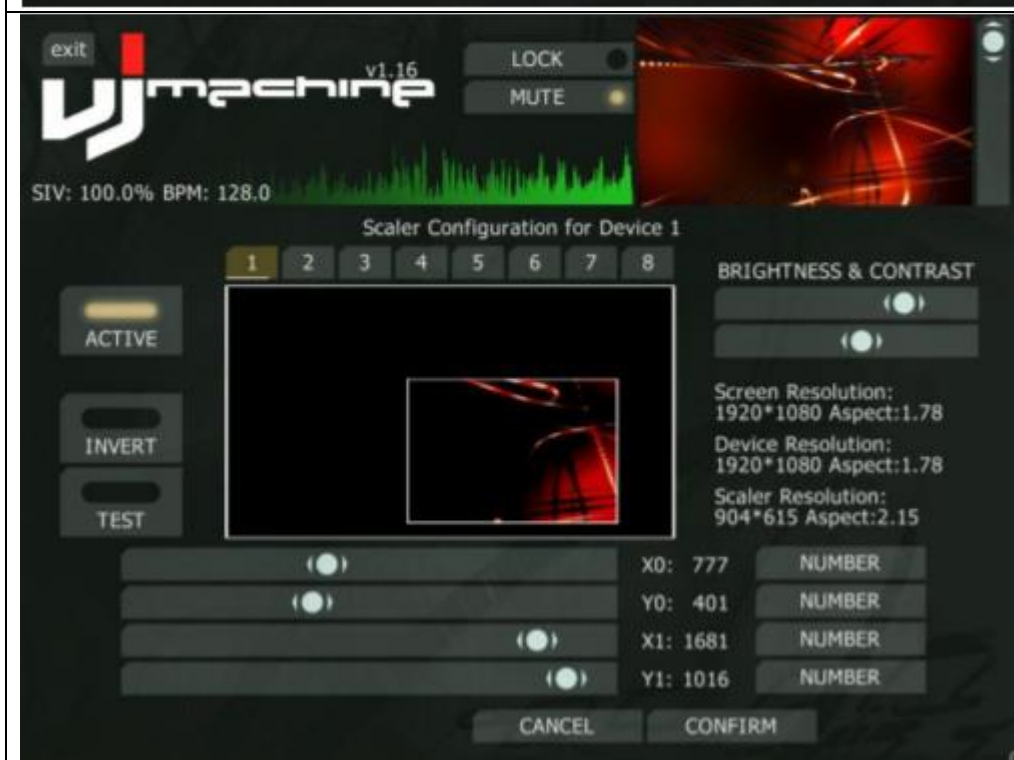 exit
vj machine v1.16
LOCK
MUTE
SIV: 100.0% BPM: 128.0
Scaler Configuration for Device 1
1 2 3 4 5 6 7 8
BRIGHTNESS & CONTRAST
ACTIVE
INVERT
TEST
Screen Resolution:
1920*1080 Aspect:1.78
Device Resolution:
1920*1080 Aspect:1.78
Scaler Resolution:
904*615 Aspect:2.15
X0: 777 NUMBER
Y0: 401 NUMBER
X1: 1681 NUMBER
Y1: 1016 NUMBER
CANCEL CONFIRM